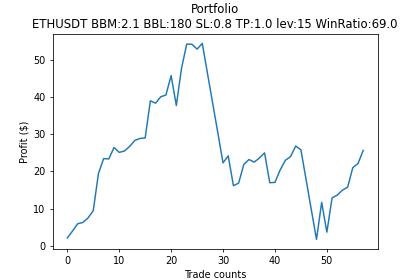 Portfolio
ETHUSDT BBM:2.1 BBL:180 SL:0.8 TP:1.0 lev:15 WinRatio:69.0
Profit ($)
50
40
30
20
10
0
0 10 20 30 40 50
Trade counts